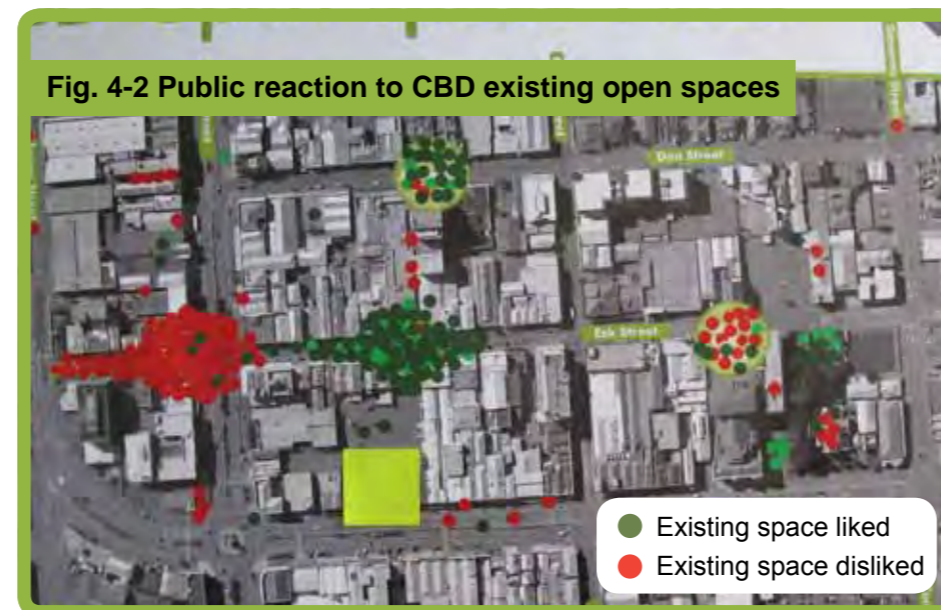 Fig. 4-2 Public reaction to CBD existing open spaces
Don Street
Esk Street
Existing space liked
Existing space disliked